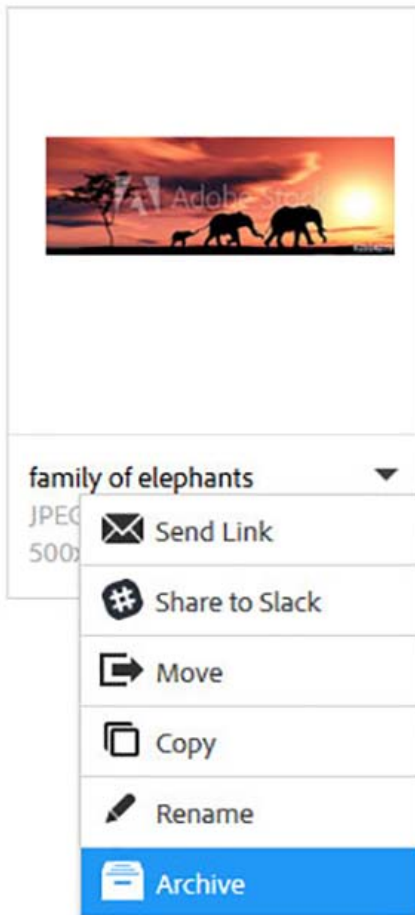 Adobe Stock
family of elephants
JPEG
500x
Send Link
Share to Slack
Move
Copy
Rename
Archive